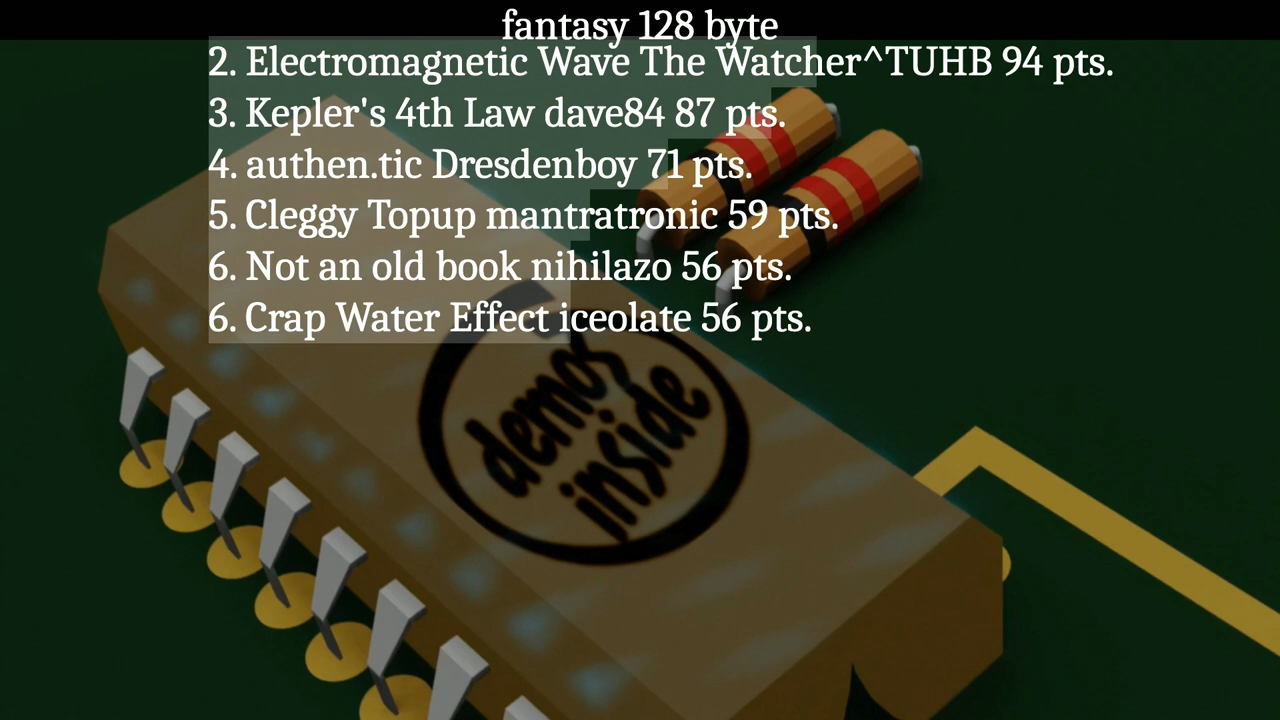 fantasy 128 byte
2. Electromagnetic Wave The Watcher^TUHB 94 pts.
3. Kepler's 4th Law dave84 87 pts.
4. authen.tic Dresdenboy 71 pts.
5. Cleggy Topup mantratronic 59 pts.
6. Not an old book nihilazo 56 pts.
6. Crap Water Effect iceolate 56 pts.
demos
inside